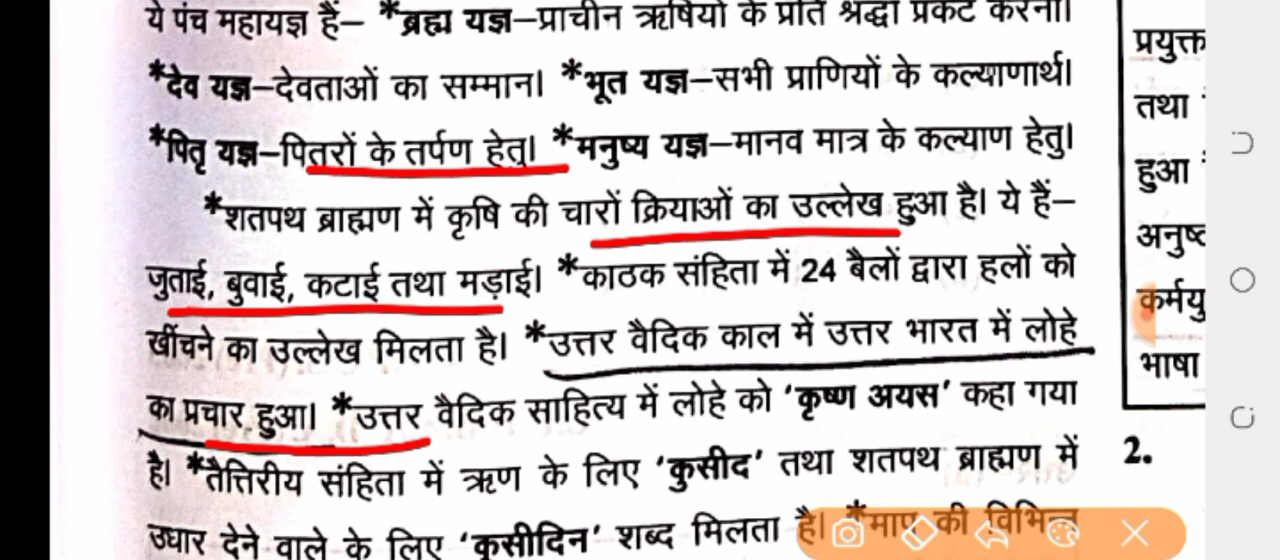 ये पंच महायज्ञ हैं– *ब्रह्म यज्ञ–प्राचीन ऋषियों के प्रति श्रद्धा प्रकट करना।
*देव यज्ञ–देवताओं का सम्मान। *भूत यज्ञ–सभी प्राणियों के कल्याणार्थ।
*पितृ यज्ञ–पितरों के तर्पण हेतु। *मनुष्य यज्ञ–मानव मात्र के कल्याण हेतु।
*शतपथ ब्राह्मण में कृषि की चारों क्रियाओं का उल्लेख हुआ है। ये हैं–
जुताई, बुवाई, कटाई तथा मड़ाई। *काठक संहिता में 24 बैलों द्वारा हलों को
खींचने का उल्लेख मिलता है। *उत्तर वैदिक काल में उत्तर भारत में लोहे
का प्रचार हुआ। *उत्तर वैदिक साहित्य में लोहे को ‘कृष्ण अयस’ कहा गया
है। *तैत्तिरीय संहिता में ऋण के लिए ‘कुसीद’ तथा शतपथ ब्राह्मण में
उधार देने वाले के लिए ‘कुसीदिन’ शब्द मिलता है। *माप की विभिन्न
प्रयुक्त
तथा
हुआ
कर्मयु
भाषा
2.